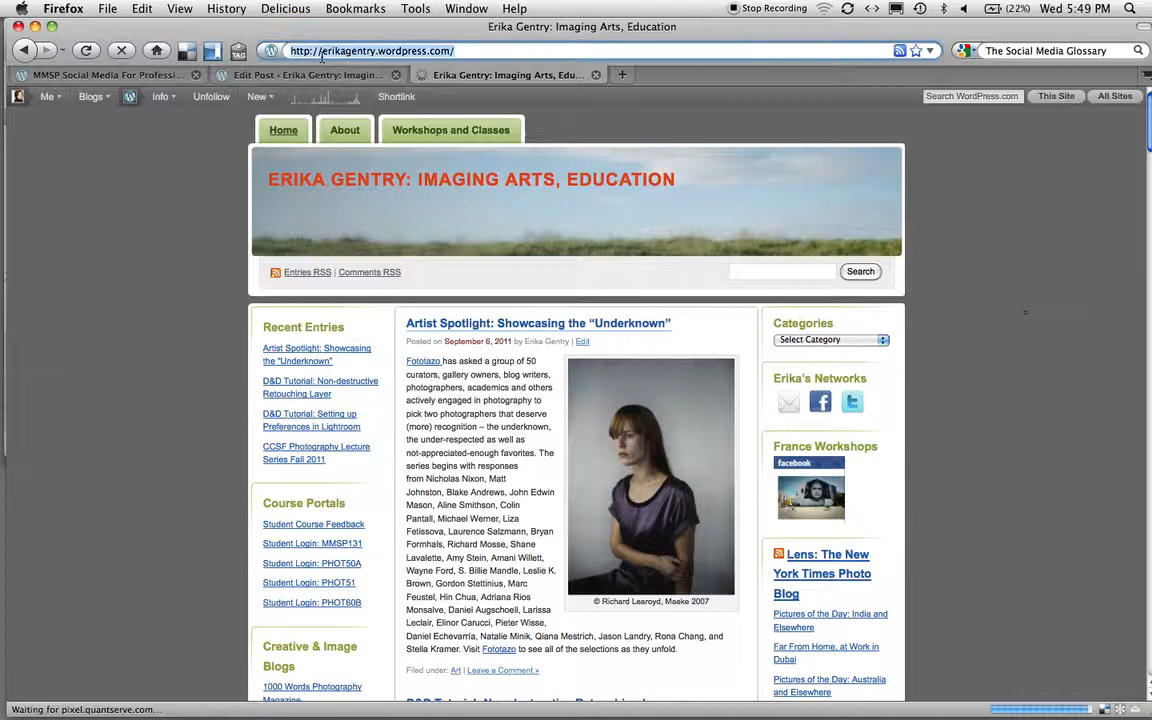 Firefox File Edit View History Delicious Bookmarks Tools Window Help Stop Recording (22%) Wed 5:49 PM
Erika Gentry: Imaging Arts, Education
TAG http://erikagentry.wordpress.com/ The Social Media Glossary
MMSP Social Media For Professi... Edit Post ‹ Erika Gentry: Imagin... Erika Gentry: Imaging Arts, Edu...
Me Blogs Info Unfollow New Shortlink Search WordPress.com This Site All Sites
Home About Workshops and Classes
ERIKA GENTRY: IMAGING ARTS, EDUCATION
Entries RSS | Comments RSS Search
Recent Entries
Artist Spotlight: Showcasing
the “Underknown”
D&D Tutorial: Non-destructive
Retouching Layer
D&D Tutorial: Setting up
Preferences in Lightroom
CCSF Photography Lecture
Series Fall 2011
Course Portals
Student Course Feedback
Student Login: MMSP131
Student Login: PHOT50A
Student Login: PHOT51
Student Login: PHOT60B
Creative & Image
Blogs
1000 Words Photography
Magazine
Artist Spotlight: Showcasing the “Underknown”
Posted on September 6, 2011 by Erika Gentry | Edit
Fototazo has asked a group of 50
curators, gallery owners, blog writers,
photographers, academics and others
actively engaged in photography to
pick two photographers that deserve
(more) recognition – the underknown,
the under-respected as well as
not-appreciated-enough favorites. The
series begins with responses
from Nicholas Nixon, Matt
Johnston, Blake Andrews, John Edwin
Mason, Aline Smithson, Colin
Pantall, Michael Werner, Liza
Fetissova, Laurence Salzmann, Bryan
Formhals, Richard Mosse, Shane
Lavalette, Amy Stein, Amani Willett,
Wayne Ford, S. Billie Mandle, Leslie K.
Brown, Gordon Stettinius, Marc
Feustel, Hin Chua, Adriana Rios
Monsalve, Daniel Augschoell, Larissa
Leclair, Elinor Carucci, Pieter Wisse,
Daniel Echevarría, Natalie Minik, Qiana Mestrich, Jason Landry, Rona Chang, and
Stella Kramer. Visit Fototazo to see all of the selections as they unfold.
© Richard Learoyd, Maeke 2007
Filed under: Art | Leave a Comment »
Categories
Select Category
Erika's Networks
France Workshops
facebook
Lens: The New
York Times Photo
Blog
Pictures of the Day: India and
Elsewhere
Far From Home, at Work in
Dubai
Pictures of the Day: Australia
and Elsewhere
Waiting for pixel.quantserve.com...